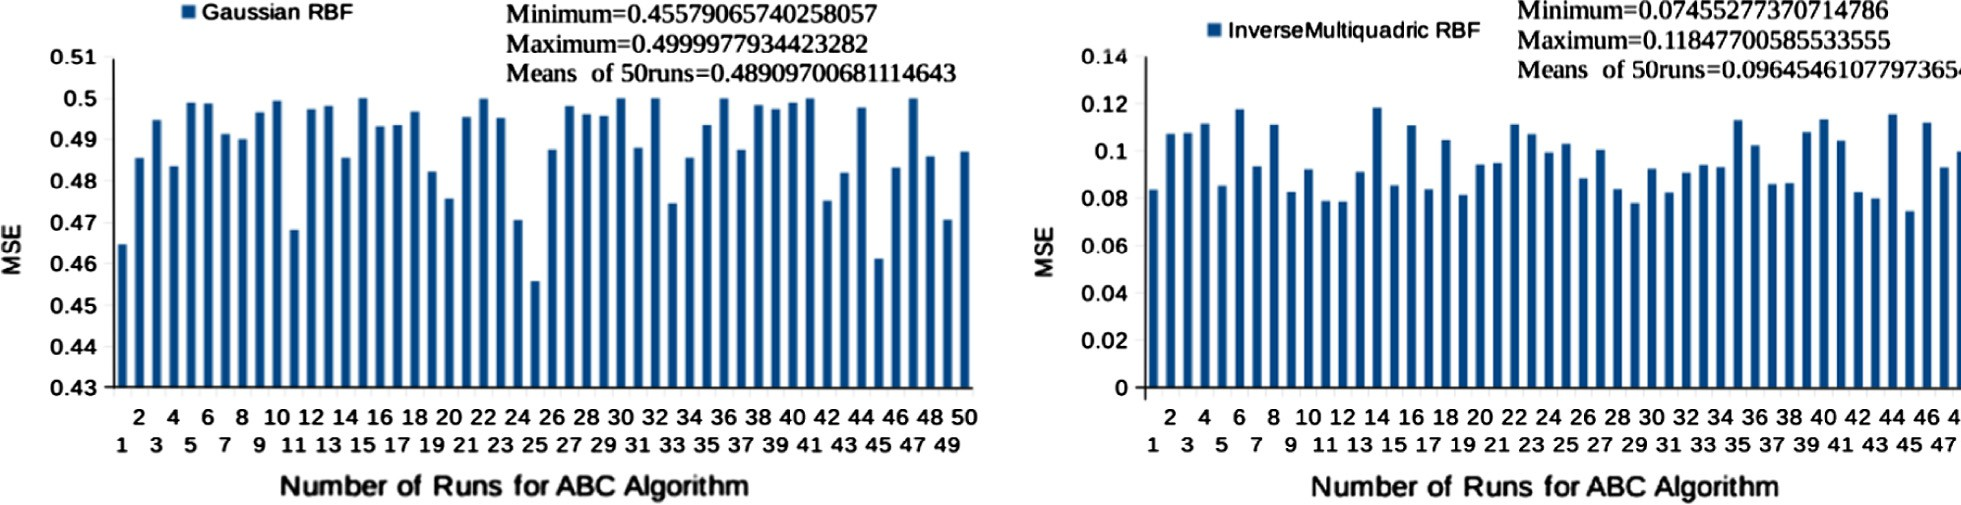 Gaussian RBF
Minimum=0.45579065740258057
Maximum=0.4999977934423282
Means of 50runs=0.48909700681114643
0.51
0.5
0.49
0.48
0.47
0.46
0.45
0.44
0.43
MSE
2 4 6 8 10 12 14 16 18 20 22 24 26 28 30 32 34 36 38 40 42 44 46 48 50
1 3 5 7 9 11 13 15 17 19 21 23 25 27 29 31 33 35 37 39 41 43 45 47 49
Number of Runs for ABC Algorithm
InverseMultiquadric RBF
Minimum=0.07455277370714786
Maximum=0.11847700585533555
Means of 50runs=0.0964546107797365
0.14
0.12
0.1
0.08
0.06
0.04
0.02
0
MSE
2 4 6 8 10 12 14 16 18 20 22 24 26 28 30 32 34 36 38 40 42 44 46 4
1 3 5 7 9 11 13 15 17 19 21 23 25 27 29 31 33 35 37 39 41 43 45 47
Number of Runs for ABC Algorithm